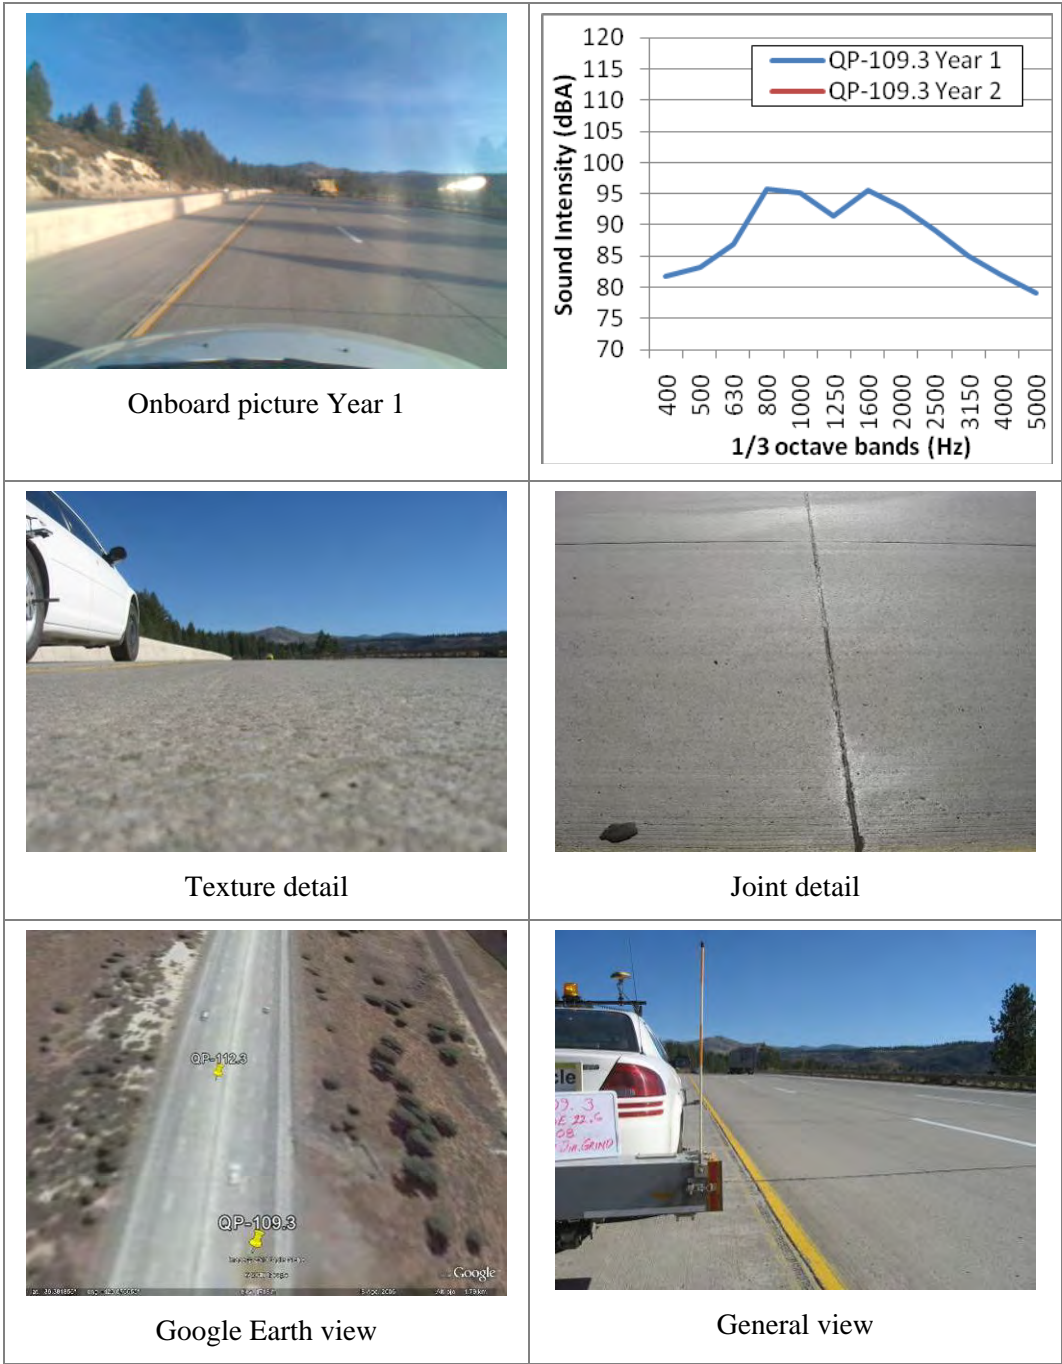 Onboard picture Year 1
120
115
110
105
100
95
90
85
80
75
70
Sound Intensity (dBA)
QP-109.3 Year 1
QP-109.3 Year 2
400
500
630
800
1000
1250
1600
2000
2500
3150
4000
5000
1/3 octave bands (Hz)
Texture detail
Joint detail
QP-112.3
QP-109.3
Google
Google Earth view
cle
09. 3
E 22.6
08
Dia.GRIND
General view